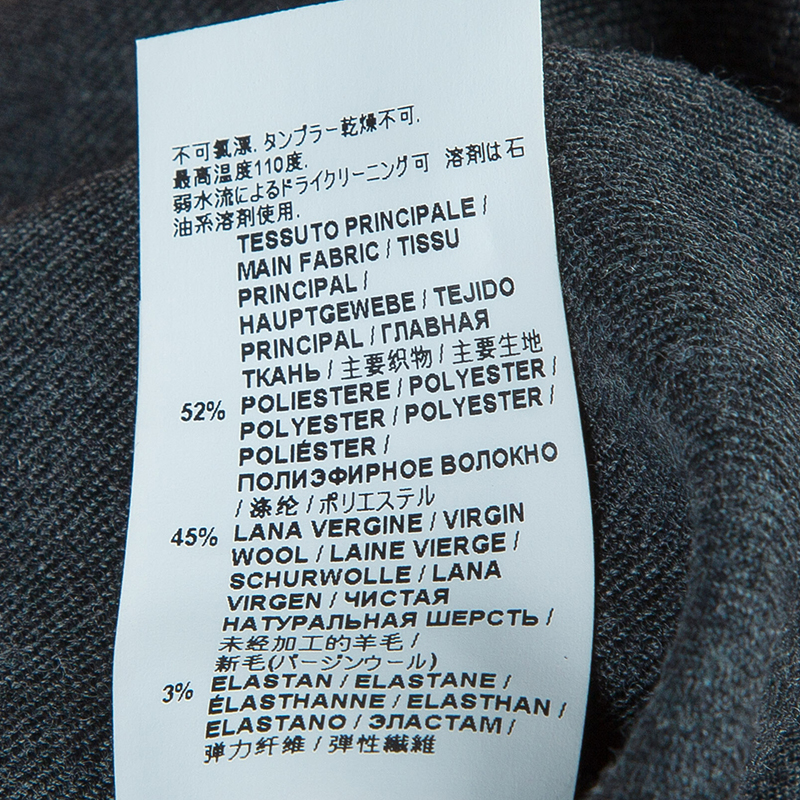 不可氯漂. タンブラー乾燥不可.
最高温度110度.
弱水流によるドライクリーニング可 溶剤は石
油系溶剤使用.
TESSUTO PRINCIPALE /
MAIN FABRIC / TISSU
PRINCIPAL /
HAUPTGEWEBE / TEJIDO
PRINCIPAL / ГЛАВНАЯ
ТКАНЬ / 主要织物 / 主要生地
52% POLIESTERE / POLYESTER /
POLYESTER / POLYESTER /
POLIÉSTER /
ПОЛИЭФИРНОЕ ВОЛОКНО
/ 涤纶 / ポリエステル
45% LANA VERGINE / VIRGIN
WOOL / LAINE VIERGE /
SCHURWOLLE / LANA
VIRGEN / ЧИСТАЯ
НАТУРАЛЬНАЯ ШЕРСТЬ /
未经加工的羊毛 /
新毛(バージンウール)
3% ELASTAN / ELASTANE /
ÉLASTHANNE / ELASTHAN /
ELASTANO / ЭЛАСТАМ /
弹力纤维 / 弾性繊維